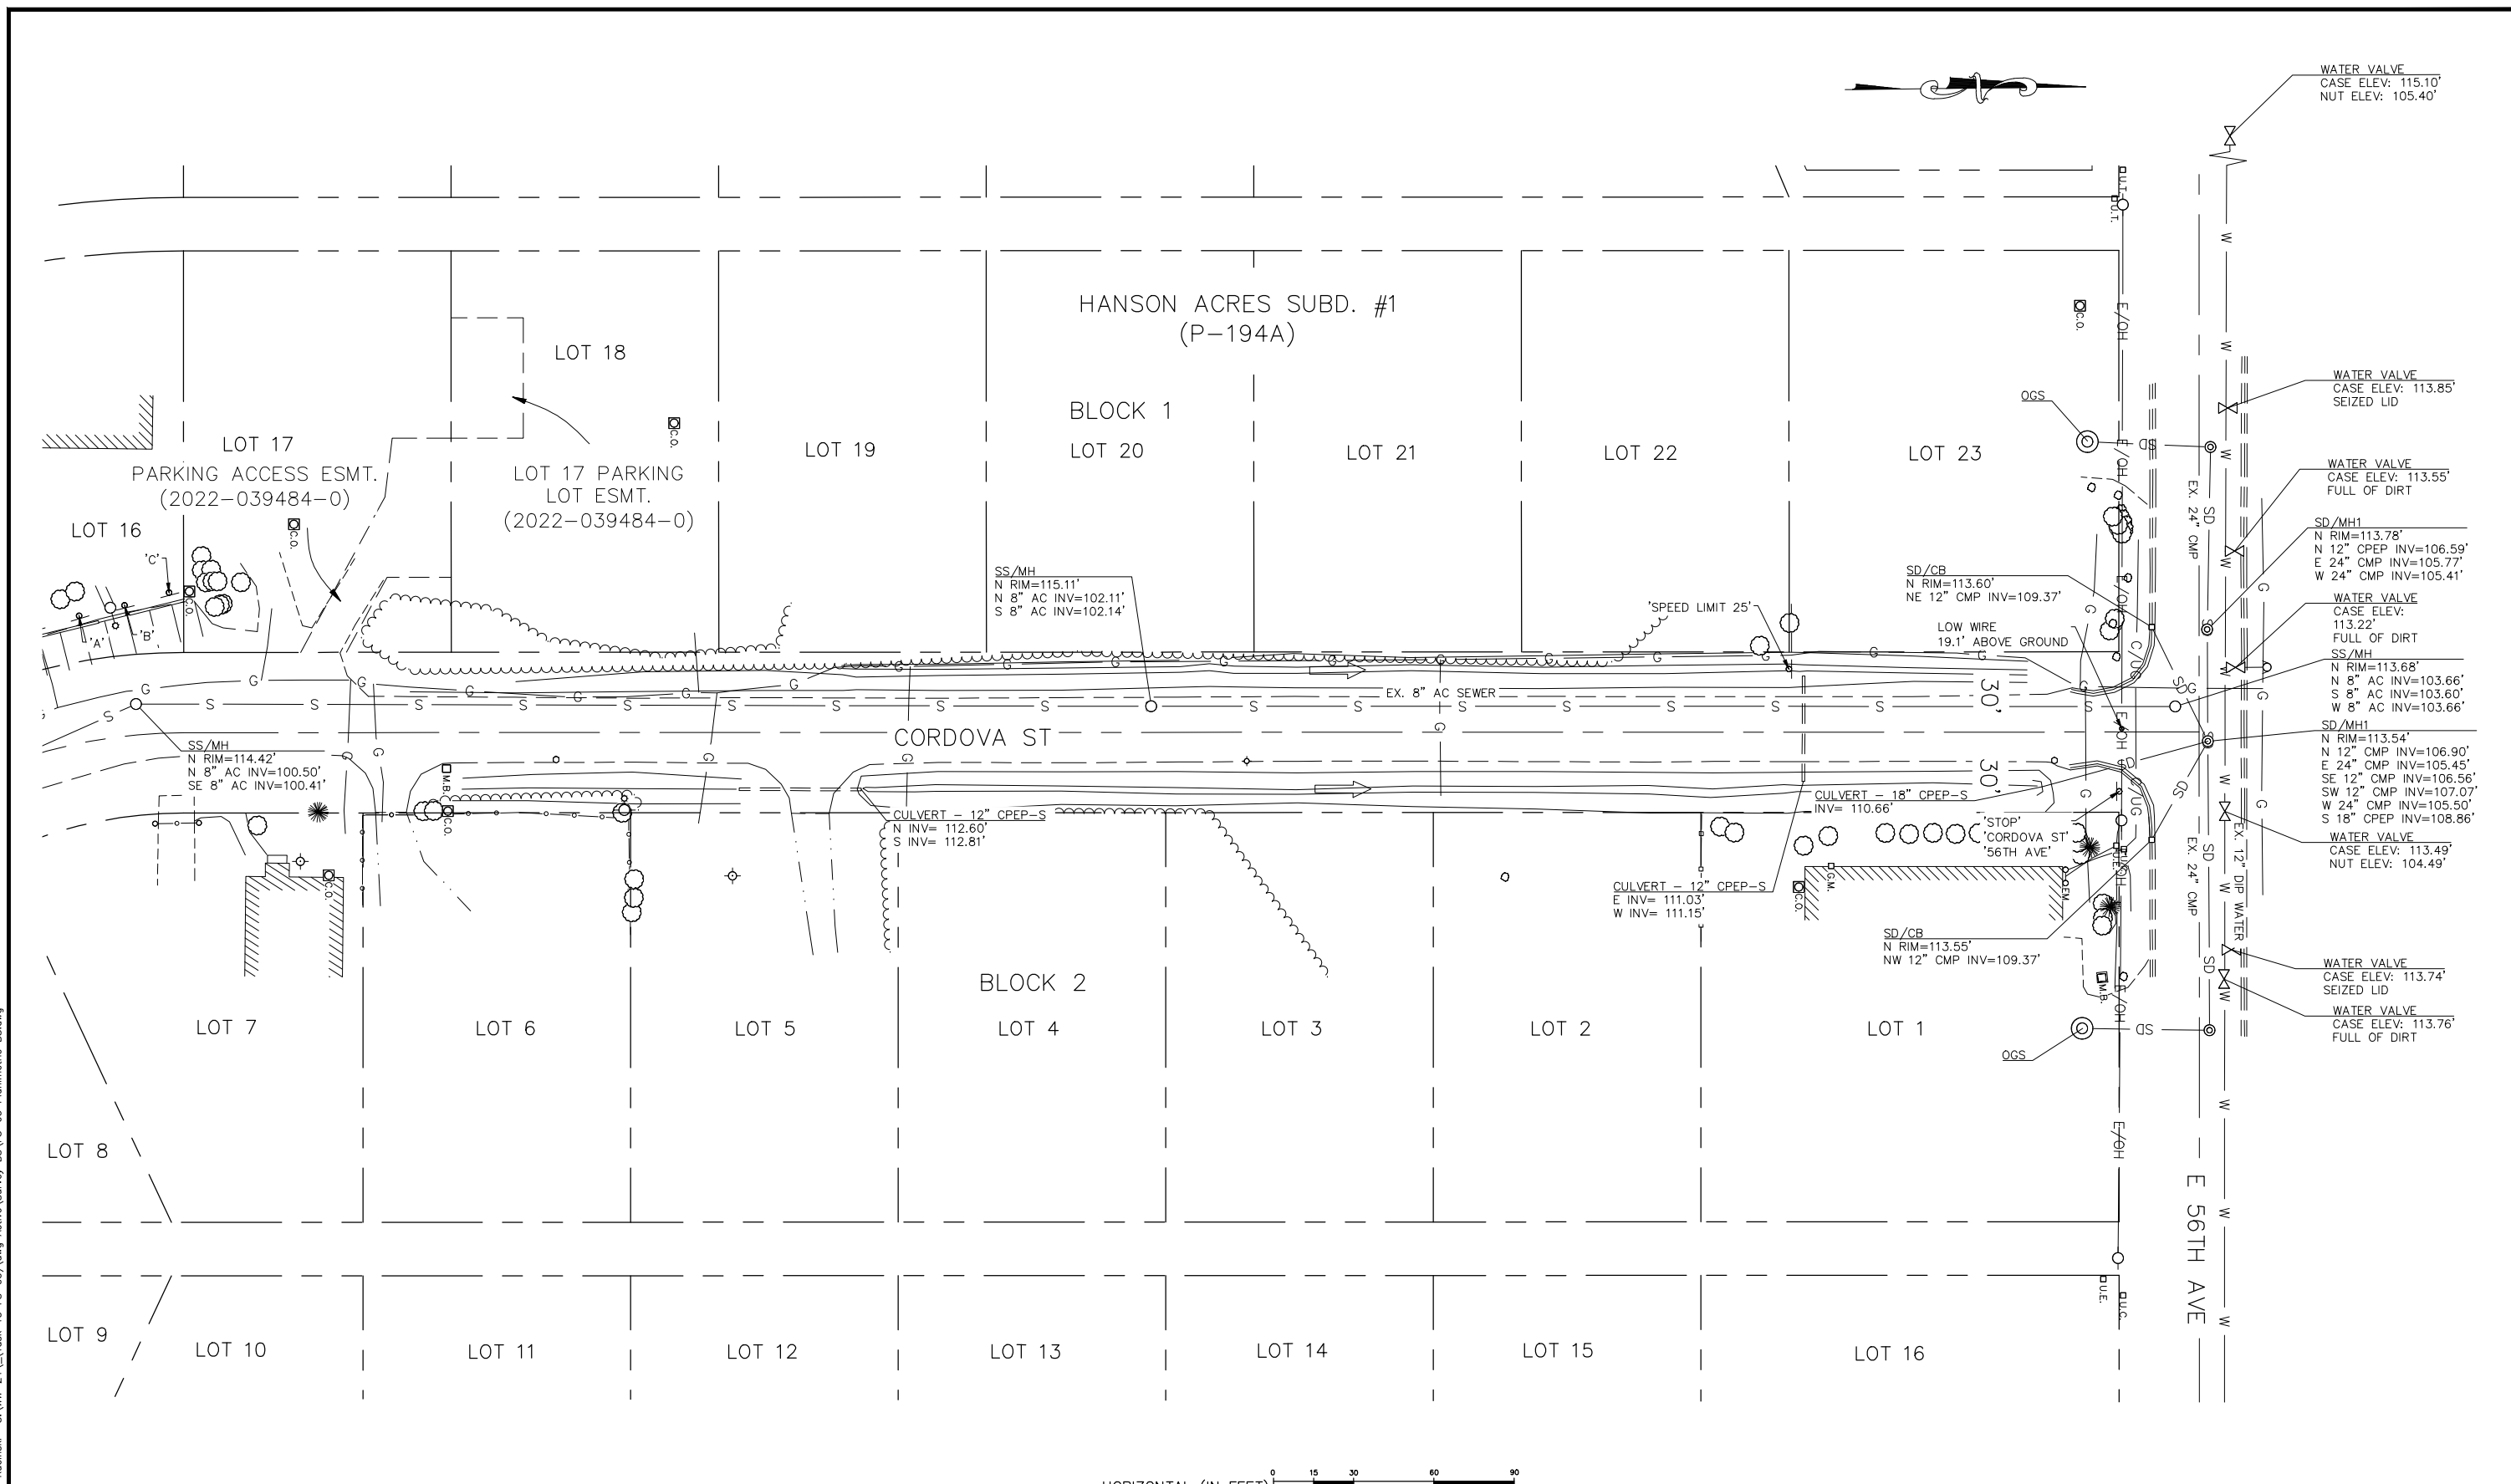 WATER VALVE
CASE ELEV: 115.10'
NUT ELEV: 105.40'
U.T.
U.T.
W
HANSON ACRES SUBD. #1
(P-194A)
C.O.
E/OH
W
LOT 18
BLOCK 1
WATER VALVE
CASE ELEV: 113.85'
SEIZED LID
OGS
SD
LOT 17
PARKING ACCESS ESMT.
(2022-039484-0)
LOT 17 PARKING
LOT ESMT.
(2022-039484-0)
C.O.
LOT 19
LOT 20
LOT 21
LOT 22
LOT 23
E/OH
W
WATER VALVE
CASE ELEV: 113.55'
FULL OF DIRT
EX. 24" CMP
SD
LOT 16
C.O.
'C'
'A'
'B'
C.O.
SD/MH1
N RIM=113.78'
N 12" CPEP INV=106.59'
E 24" CMP INV=105.77'
W 24" CMP INV=105.41'
SS/MH
N RIM=115.11'
N 8" AC INV=102.11'
S 8" AC INV=102.14'
SD/CB
N RIM=113.60'
NE 12" CMP INV=109.37'
E/OH
W
G
G
WATER VALVE
CASE ELEV:
113.22'
FULL OF DIRT
'SPEED LIMIT 25'
LOW WIRE
19.1' ABOVE GROUND
SS/MH
N RIM=113.68'
N 8" AC INV=103.66'
S 8" AC INV=103.60'
W 8" AC INV=103.66'
G G G G G G G G G G G G G G G G G
EX. 8" AC SEWER
30'
S S S S S S S S S S S S S S S S
CORDOVA ST
E/OH
SS/MH
N RIM=114.42'
N 8" AC INV=100.50'
SE 8" AC INV=100.41'
SD/MH1
N RIM=113.54'
N 12" CMP INV=106.90'
E 24" CMP INV=105.45'
SE 12" CMP INV=106.56'
SW 12" CMP INV=107.07'
W 24" CMP INV=105.50'
S 18" CPEP INV=108.86'
30'
M.B.
C.O.
CULVERT - 12" CPEP-S
N INV= 112.60'
S INV= 112.81'
CULVERT - 18" CPEP-S
INV= 110.66'
'STOP'
'CORDOVA ST'
'56TH AVE'
WATER VALVE
CASE ELEV: 113.49'
NUT ELEV: 104.49'
C.O.
CULVERT - 12" CPEP-S
E INV= 111.03'
W INV= 111.15'
G.M.
C.O.
EM
EX. 24" CMP
EX. 12" DIP WATER
SD/CB
N RIM=113.55'
NW 12" CMP INV=109.37'
M.B.
E/OH
SD
WATER VALVE
CASE ELEV: 113.74'
SEIZED LID
BLOCK 2
WATER VALVE
CASE ELEV: 113.76'
FULL OF DIRT
LOT 7
LOT 6
LOT 5
LOT 4
LOT 3
LOT 2
LOT 1
OGS
SD
W
LOT 8
E/OH
E 56TH AVE
W
U.E.
U.C.
W
LOT 9
LOT 10
LOT 11
LOT 12
LOT 13
LOT 14
LOT 15
LOT 16
HORIZONTAL (IN FEET)
0 15 30 60 90